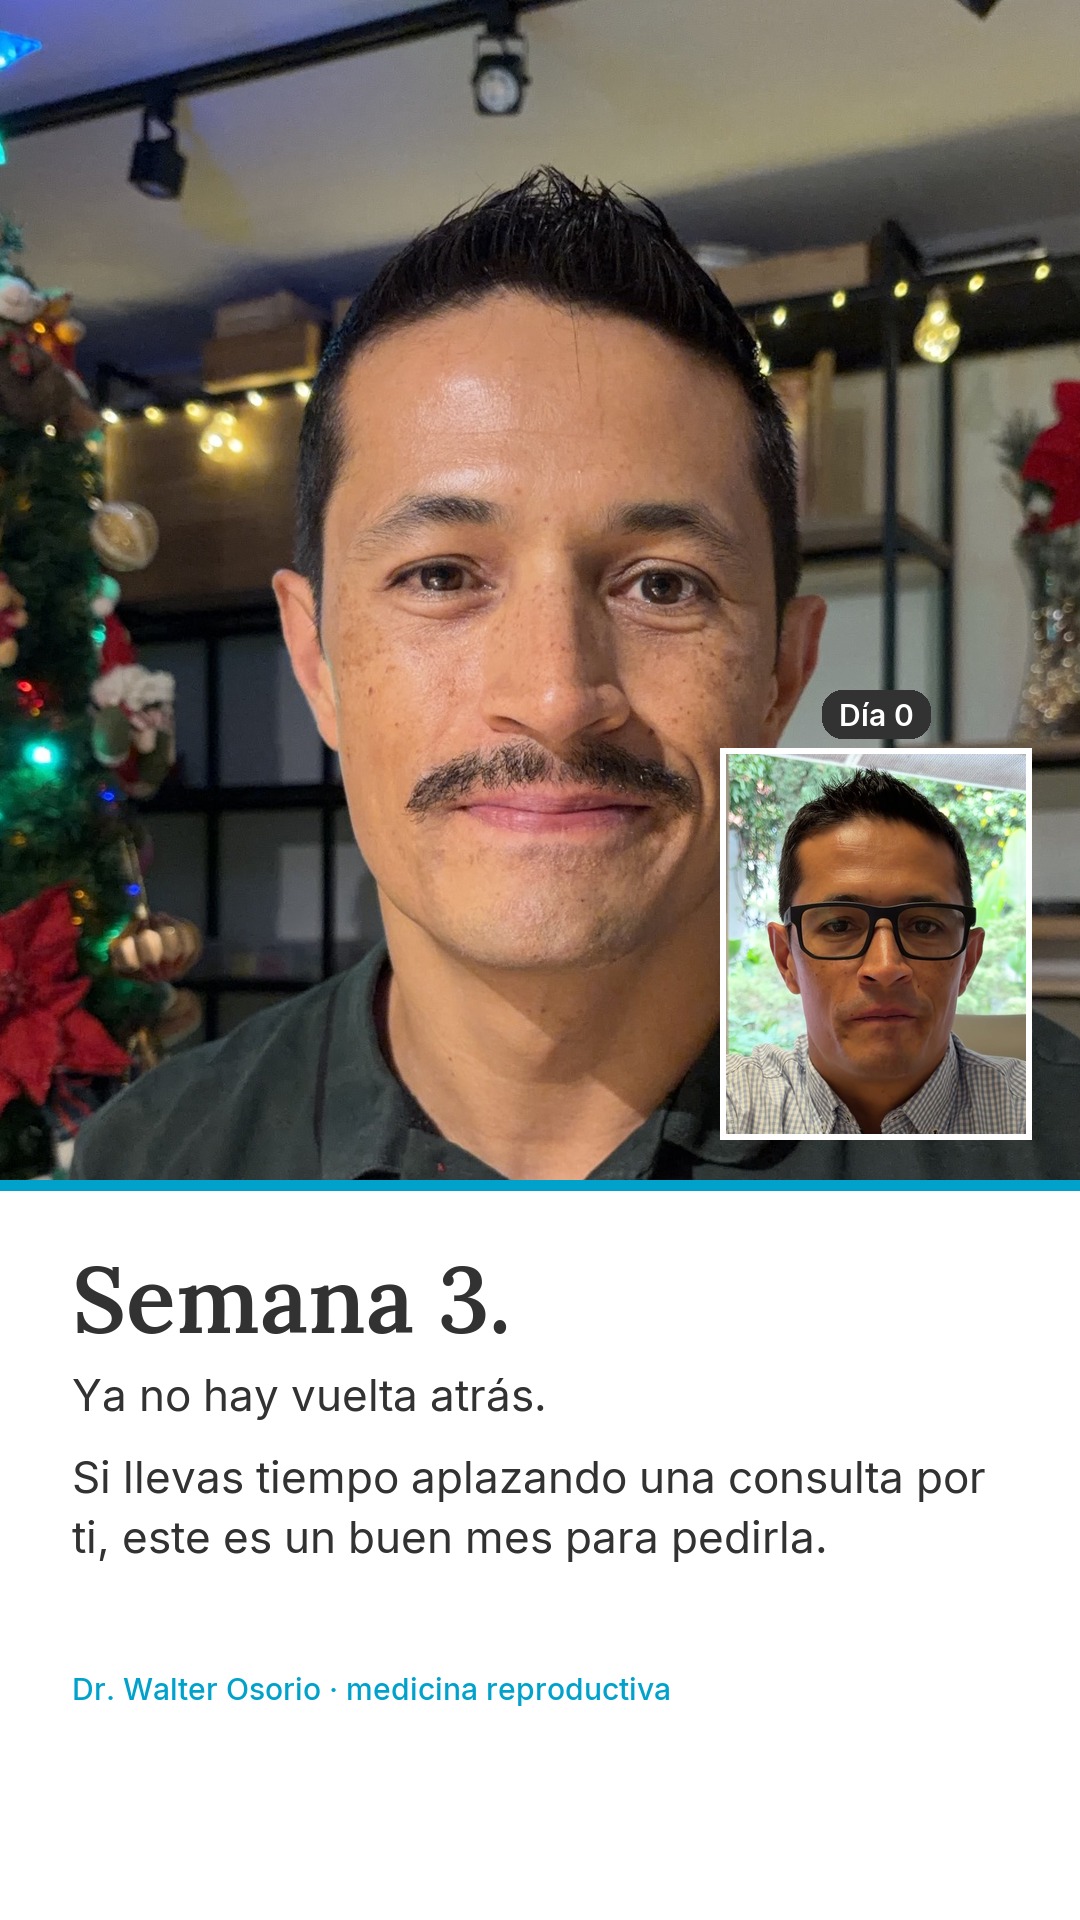 Día 0
Semana 3.
Ya no hay vuelta atrás.
Si llevas tiempo aplazando una consulta por
ti, este es un buen mes para pedirla.
Dr. Walter Osorio · medicina reproductiva